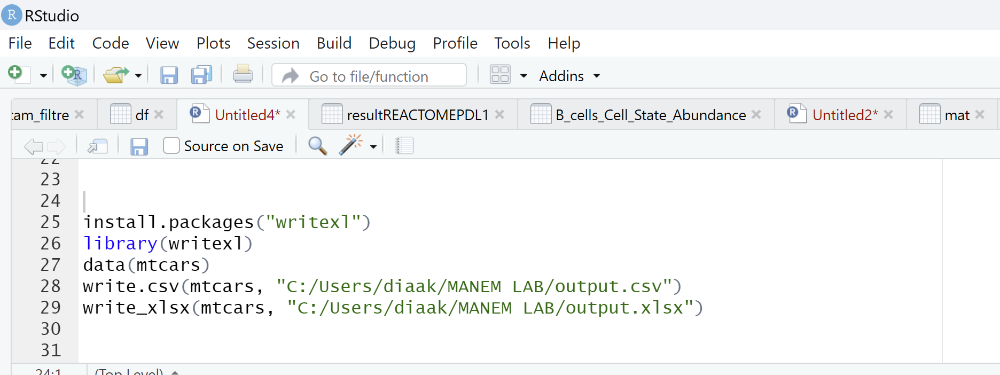 R RStudio
File Edit Code View Plots Session Build Debug Profile Tools Help
R Go to file/function Addins
tam_filtre df R Untitled4* resultREACTOMEPDL1 B_cells_Cell_State_Abundance R Untitled2* mat
Source on Save
22
23
24
25 install.packages("writexl")
26 library(writexl)
27 data(mtcars)
28 write.csv(mtcars, "C:/Users/diaak/MANEM LAB/output.csv")
29 write_xlsx(mtcars, "C:/Users/diaak/MANEM LAB/output.xlsx")
30
31
24:1 (Top Level)